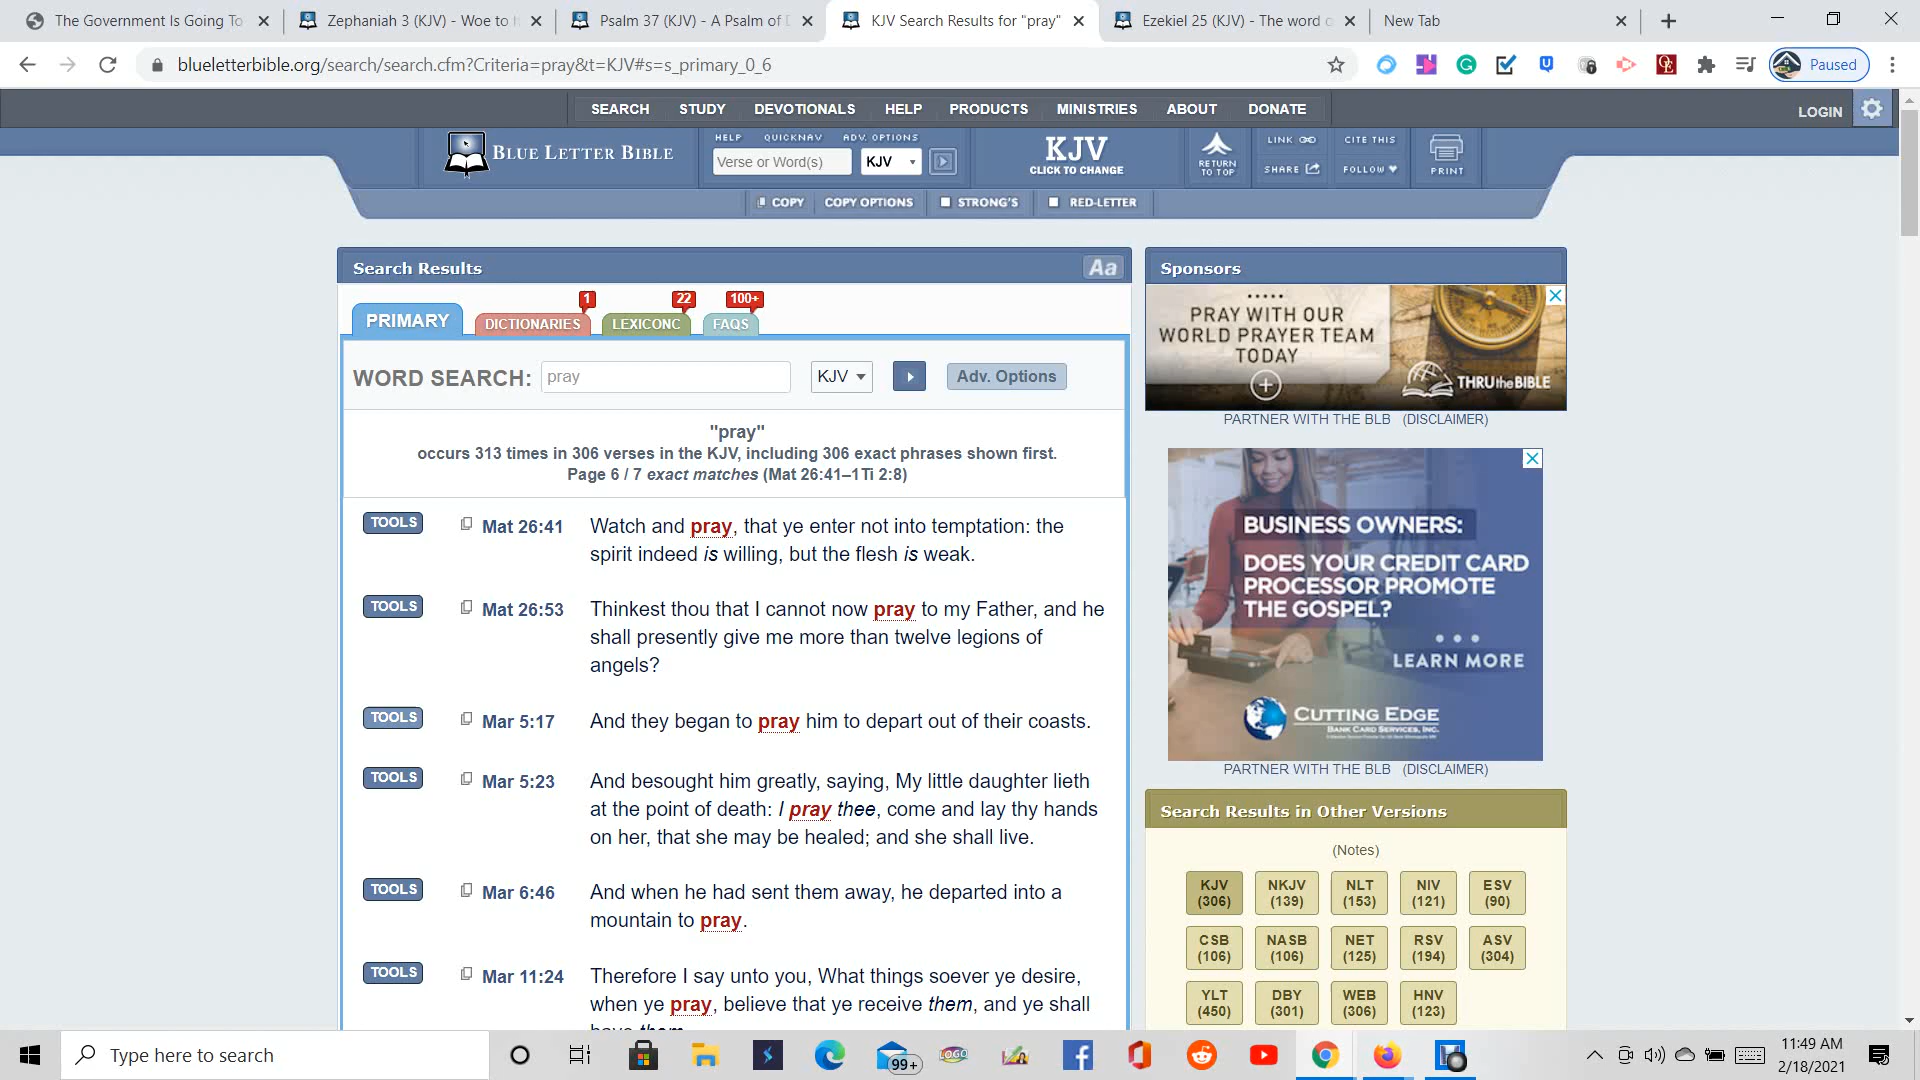 The Government Is Going To
Zephaniah 3 (KJV) - Woe to h
Psalm 37 (KJV) - A Psalm of D
KJV Search Results for "pray"
Ezekiel 25 (KJV) - The word o
New Tab
blueletterbible.org/search/search.cfm?Criteria=pray&t=KJV#s=s_primary_0_6
Paused
SEARCH STUDY DEVOTIONALS HELP PRODUCTS MINISTRIES ABOUT DONATE
LOGIN
BLUE LETTER BIBLE
HELP QUICKNAV ADV. OPTIONS
Verse or Word(s) KJV
KJV
CLICK TO CHANGE
RETURN
TO TOP
LINK CITE THIS
SHARE FOLLOW
PRINT
COPY COPY OPTIONS STRONG'S RED-LETTER
Search Results Aa
1 22 100+
PRIMARY DICTIONARIES LEXICONC FAQS
WORD SEARCH: pray KJV Adv. Options
"pray"
occurs 313 times in 306 verses in the KJV, including 306 exact phrases shown first.
Page 6 / 7 exact matches (Mat 26:41–1Ti 2:8)
TOOLS Mat 26:41 Watch and pray, that ye enter not into temptation: the
spirit indeed is willing, but the flesh is weak.
TOOLS Mat 26:53 Thinkest thou that I cannot now pray to my Father, and he
shall presently give me more than twelve legions of
angels?
TOOLS Mar 5:17 And they began to pray him to depart out of their coasts.
TOOLS Mar 5:23 And besought him greatly, saying, My little daughter lieth
at the point of death: I pray thee, come and lay thy hands
on her, that she may be healed; and she shall live.
TOOLS Mar 6:46 And when he had sent them away, he departed into a
mountain to pray.
TOOLS Mar 11:24 Therefore I say unto you, What things soever ye desire,
when ye pray, believe that ye receive them, and ye shall
have them
Sponsors
PRAY WITH OUR
WORLD PRAYER TEAM
TODAY
THRU the BIBLE
PARTNER WITH THE BLB (DISCLAIMER)
BUSINESS OWNERS:
DOES YOUR CREDIT CARD
PROCESSOR PROMOTE
THE GOSPEL?
LEARN MORE
CUTTING EDGE
BANK CARD SERVICES, INC.
PARTNER WITH THE BLB (DISCLAIMER)
Search Results in Other Versions
(Notes)
KJV NKJV NLT NIV ESV
(306) (139) (153) (121) (90)
CSB NASB NET RSV ASV
(106) (106) (125) (194) (304)
YLT DBY WEB HNV
(450) (301) (306) (123)
Type here to search
99+
LOGO
11:49 AM
2/18/2021